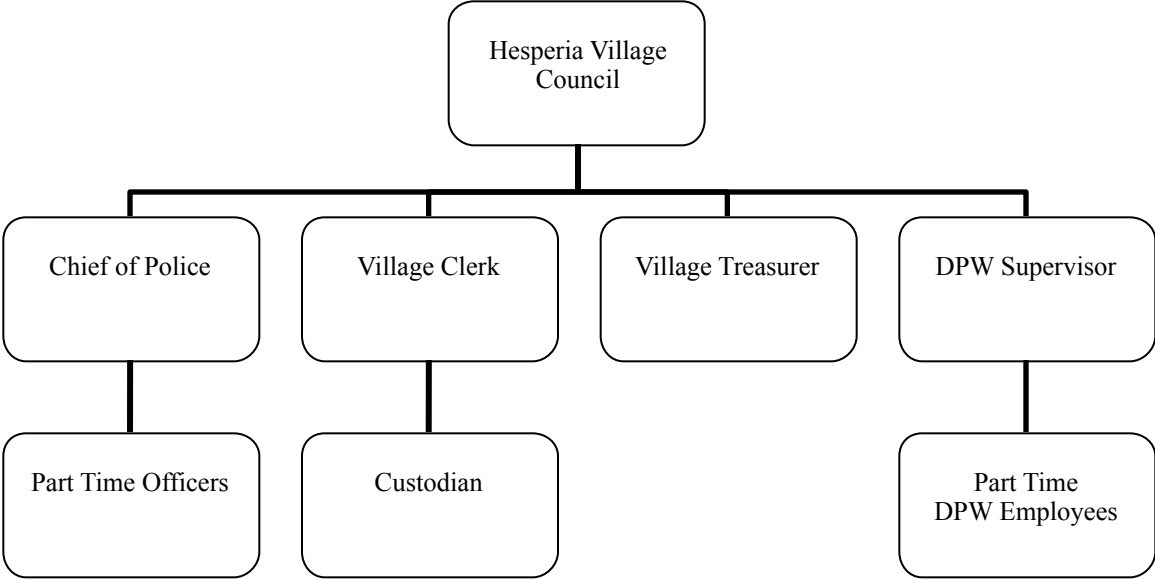 Hesperia Village
Council
Chief of Police
Village Clerk
Village Treasurer
DPW Supervisor
Part Time Officers
Custodian
Part Time
DPW Employees